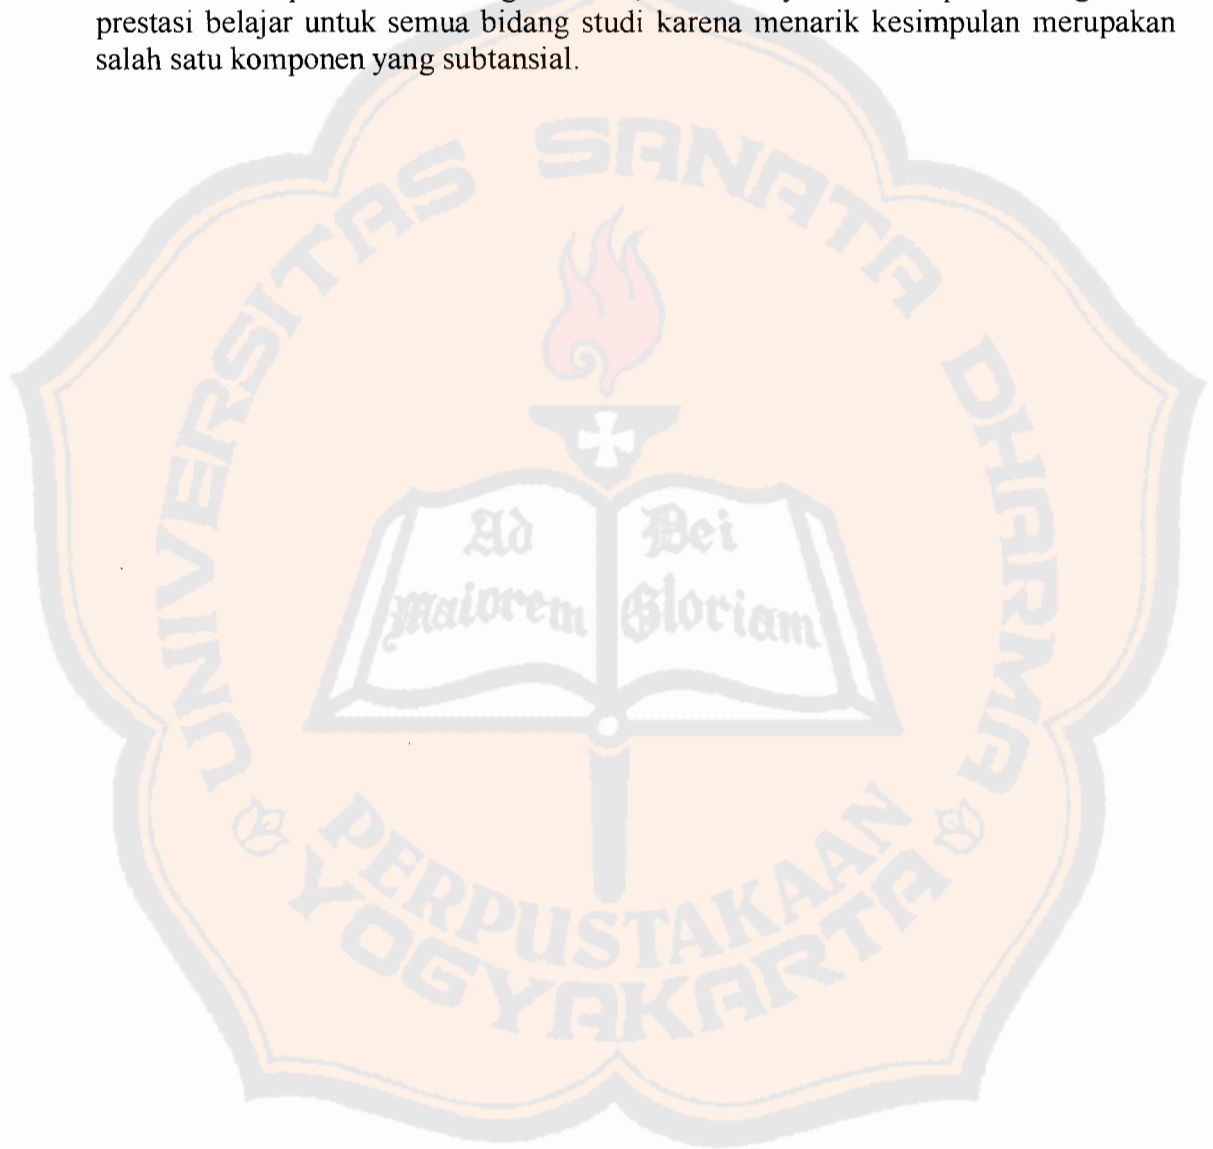 prestasi belajar untuk semua bidang studi karena menarik kesimpulan merupakan
salah satu komponen yang subtansial.
UNIVERSITAS SANATA DHARMA
Ad Dei
maiorem Gloriam
PERPUSTAKAAN
YOGYAKARTA